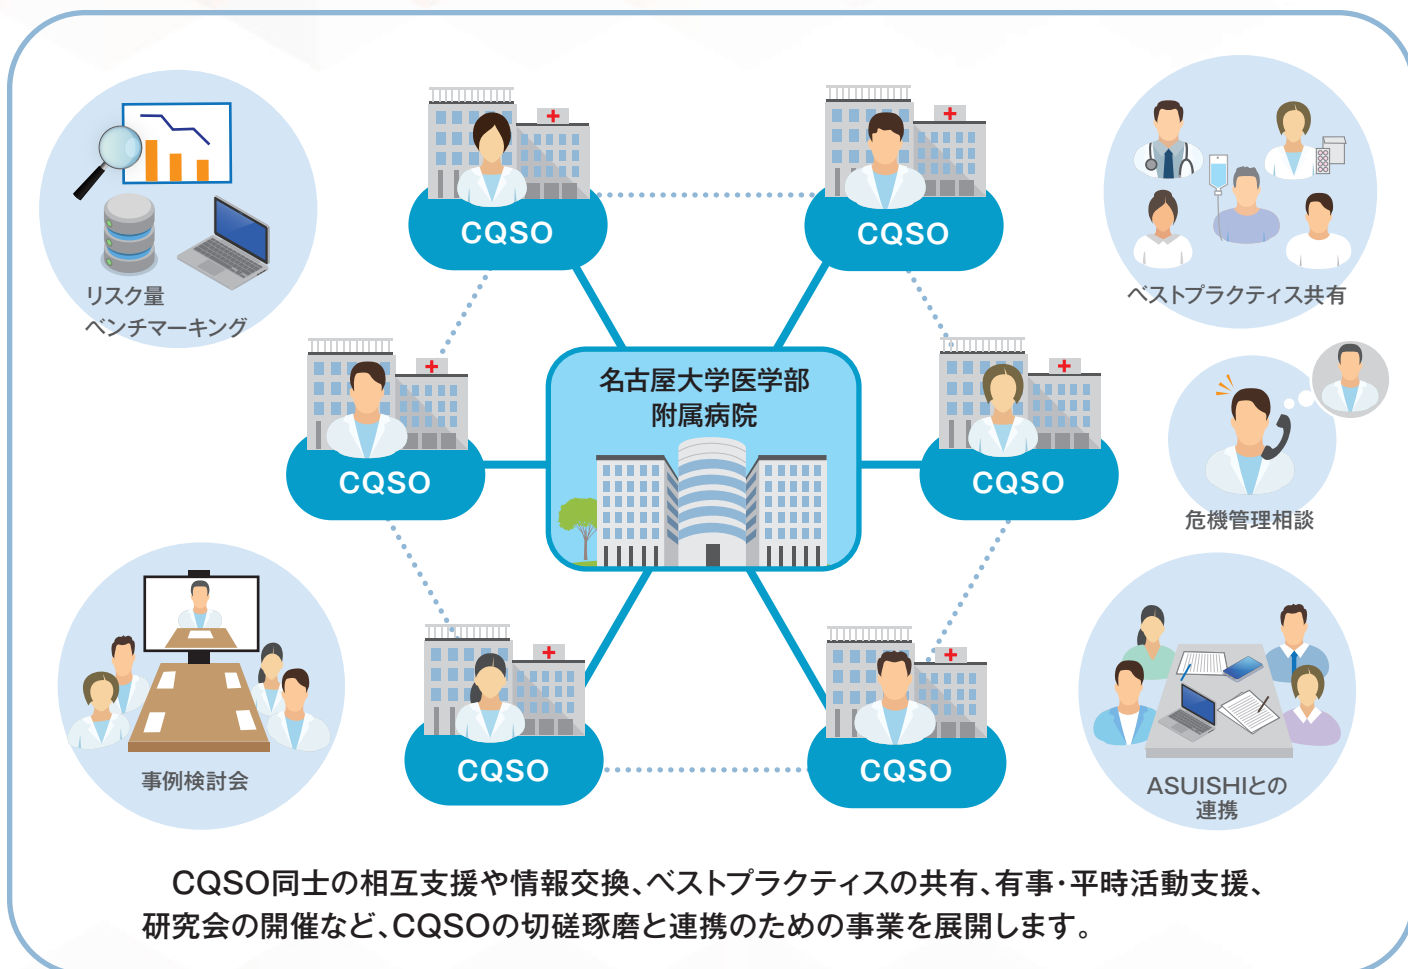 CQSO
CQSO
リスク量
ベンチマーキング
ベストプラクティス共有
名古屋大学医学部
附属病院
CQSO
CQSO
危機管理相談
CQSO
CQSO
事例検討会
ASUISHIとの
連携
CQSO同士の相互支援や情報交換、ベストプラクティスの共有、有事・平時活動支援、
研究会の開催など、CQSOの切磋琢磨と連携のための事業を展開します。